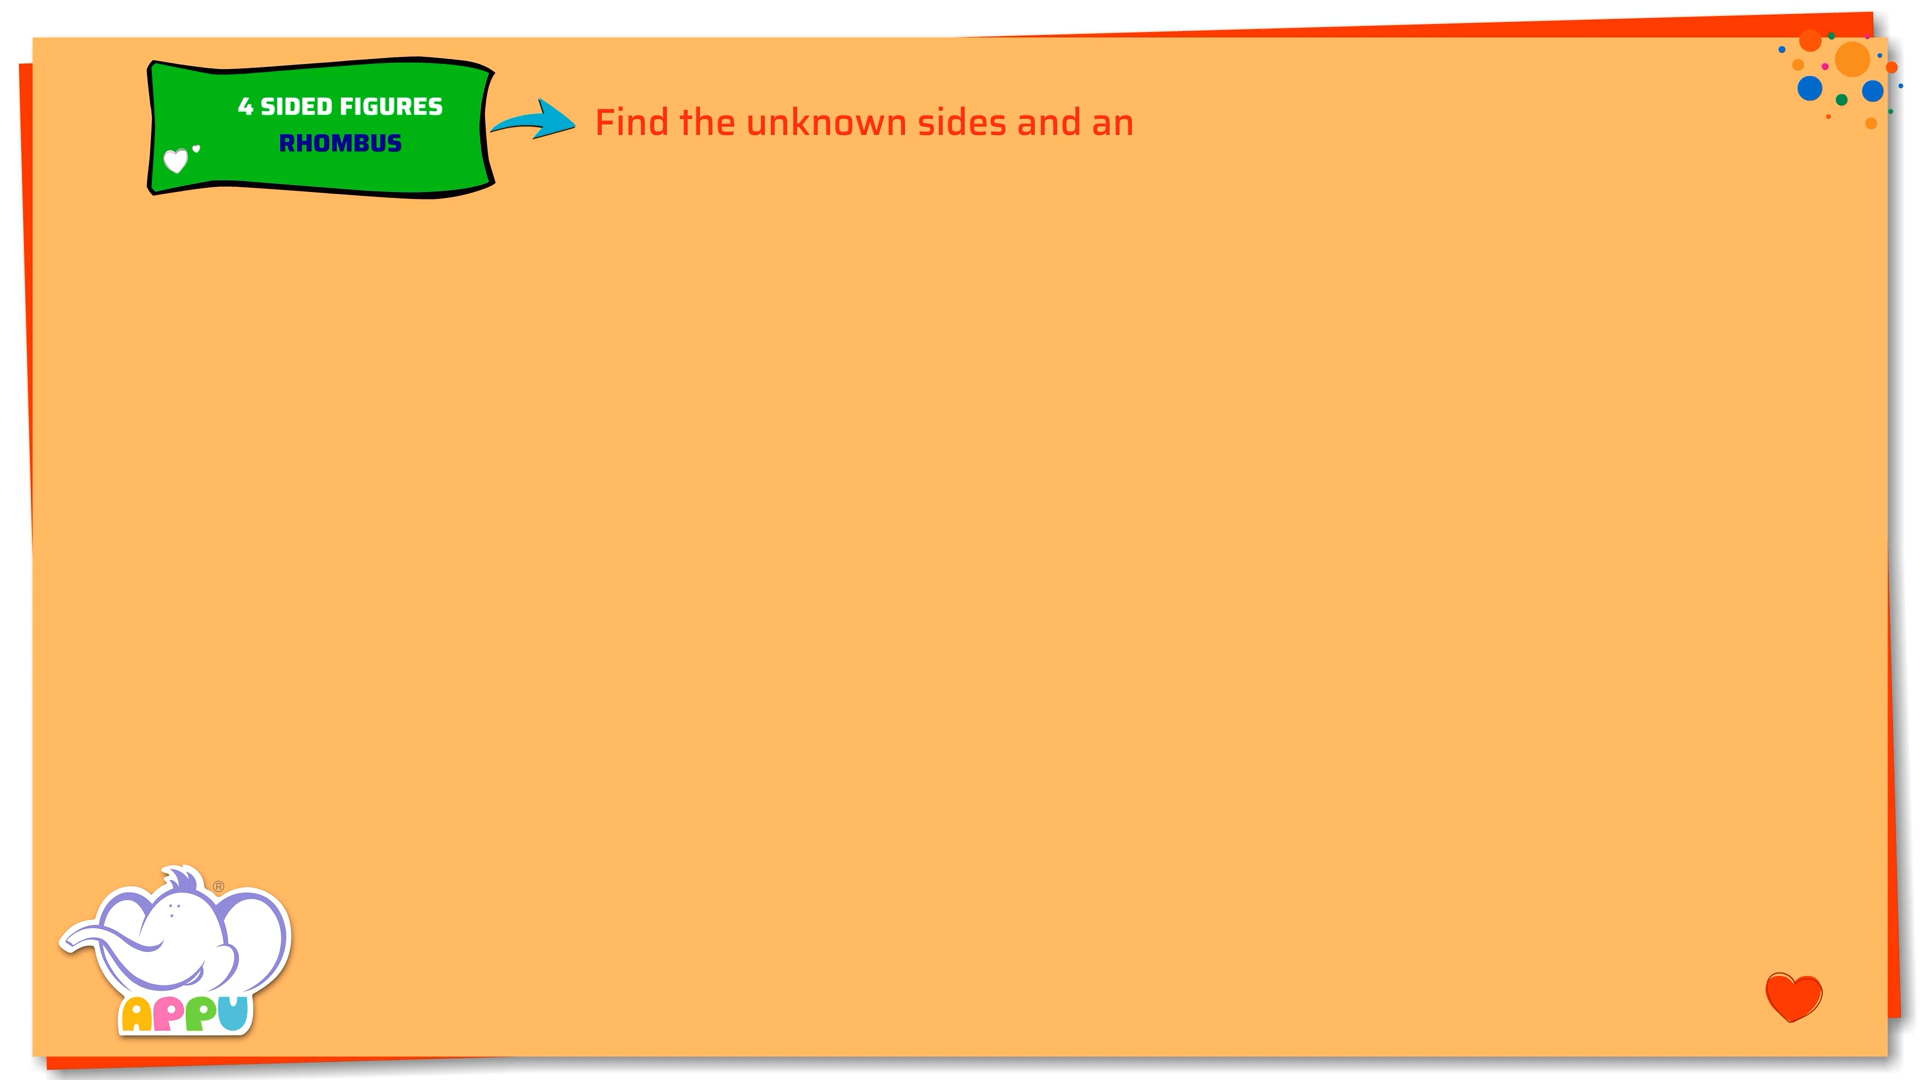 4 SIDED FIGURES
RHOMBUS
Find the unknown sides and an
®
APPU